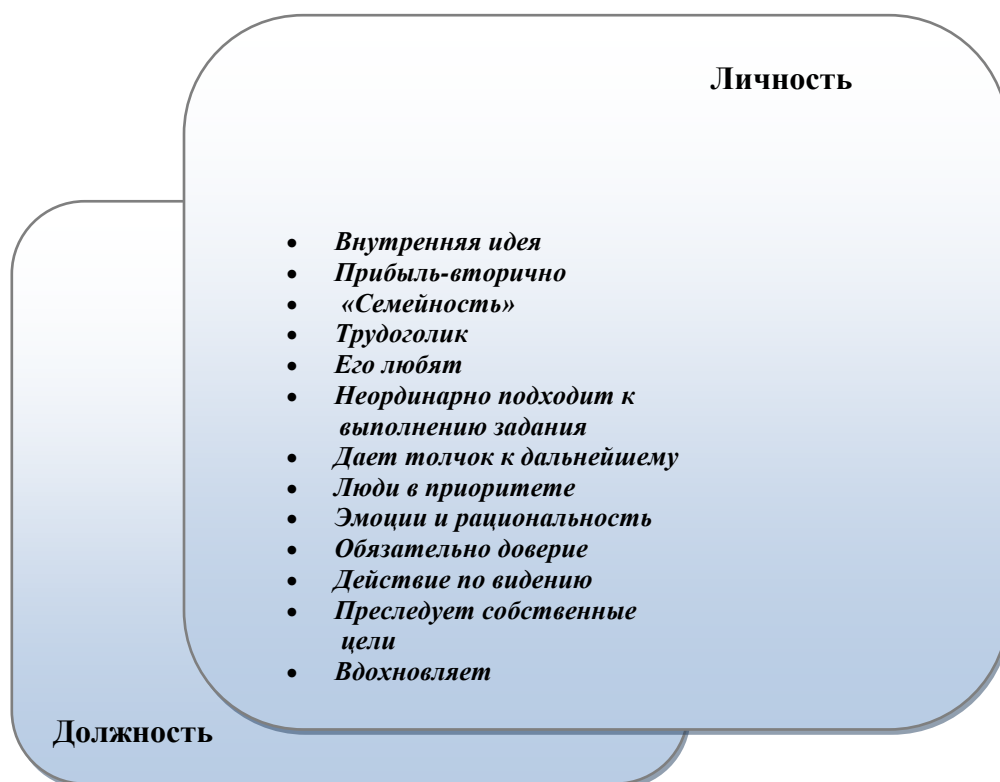 Личность
• Внутренняя идея
• Прибыль-вторично
• «Семейность»
• Трудоголик
• Его любят
• Неординарно подходит к
выполнению задания
• Дает толчок к дальнейшему
• Люди в приоритете
• Эмоции и рациональность
• Обязательно доверие
• Действие по видению
• Преследует собственные
цели
• Вдохновляет
Должность